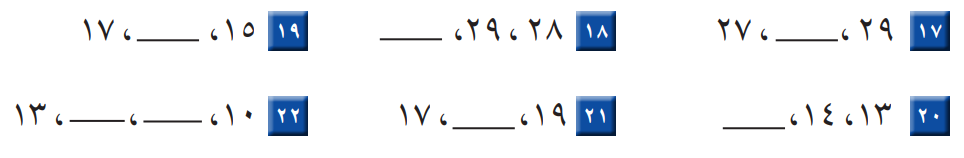 ١٧ ٢٩ ، ____ ، ٢٧ ١٨ ٢٨ ، ٢٩ ، ____ ١٩ ١٥ ، ____ ، ١٧
٢٠ ١٣ ، ١٤ ، ____ ٢١ ١٩ ، ____ ، ١٧ ٢٢ ١٠ ، ____ ، ____ ، ١٣